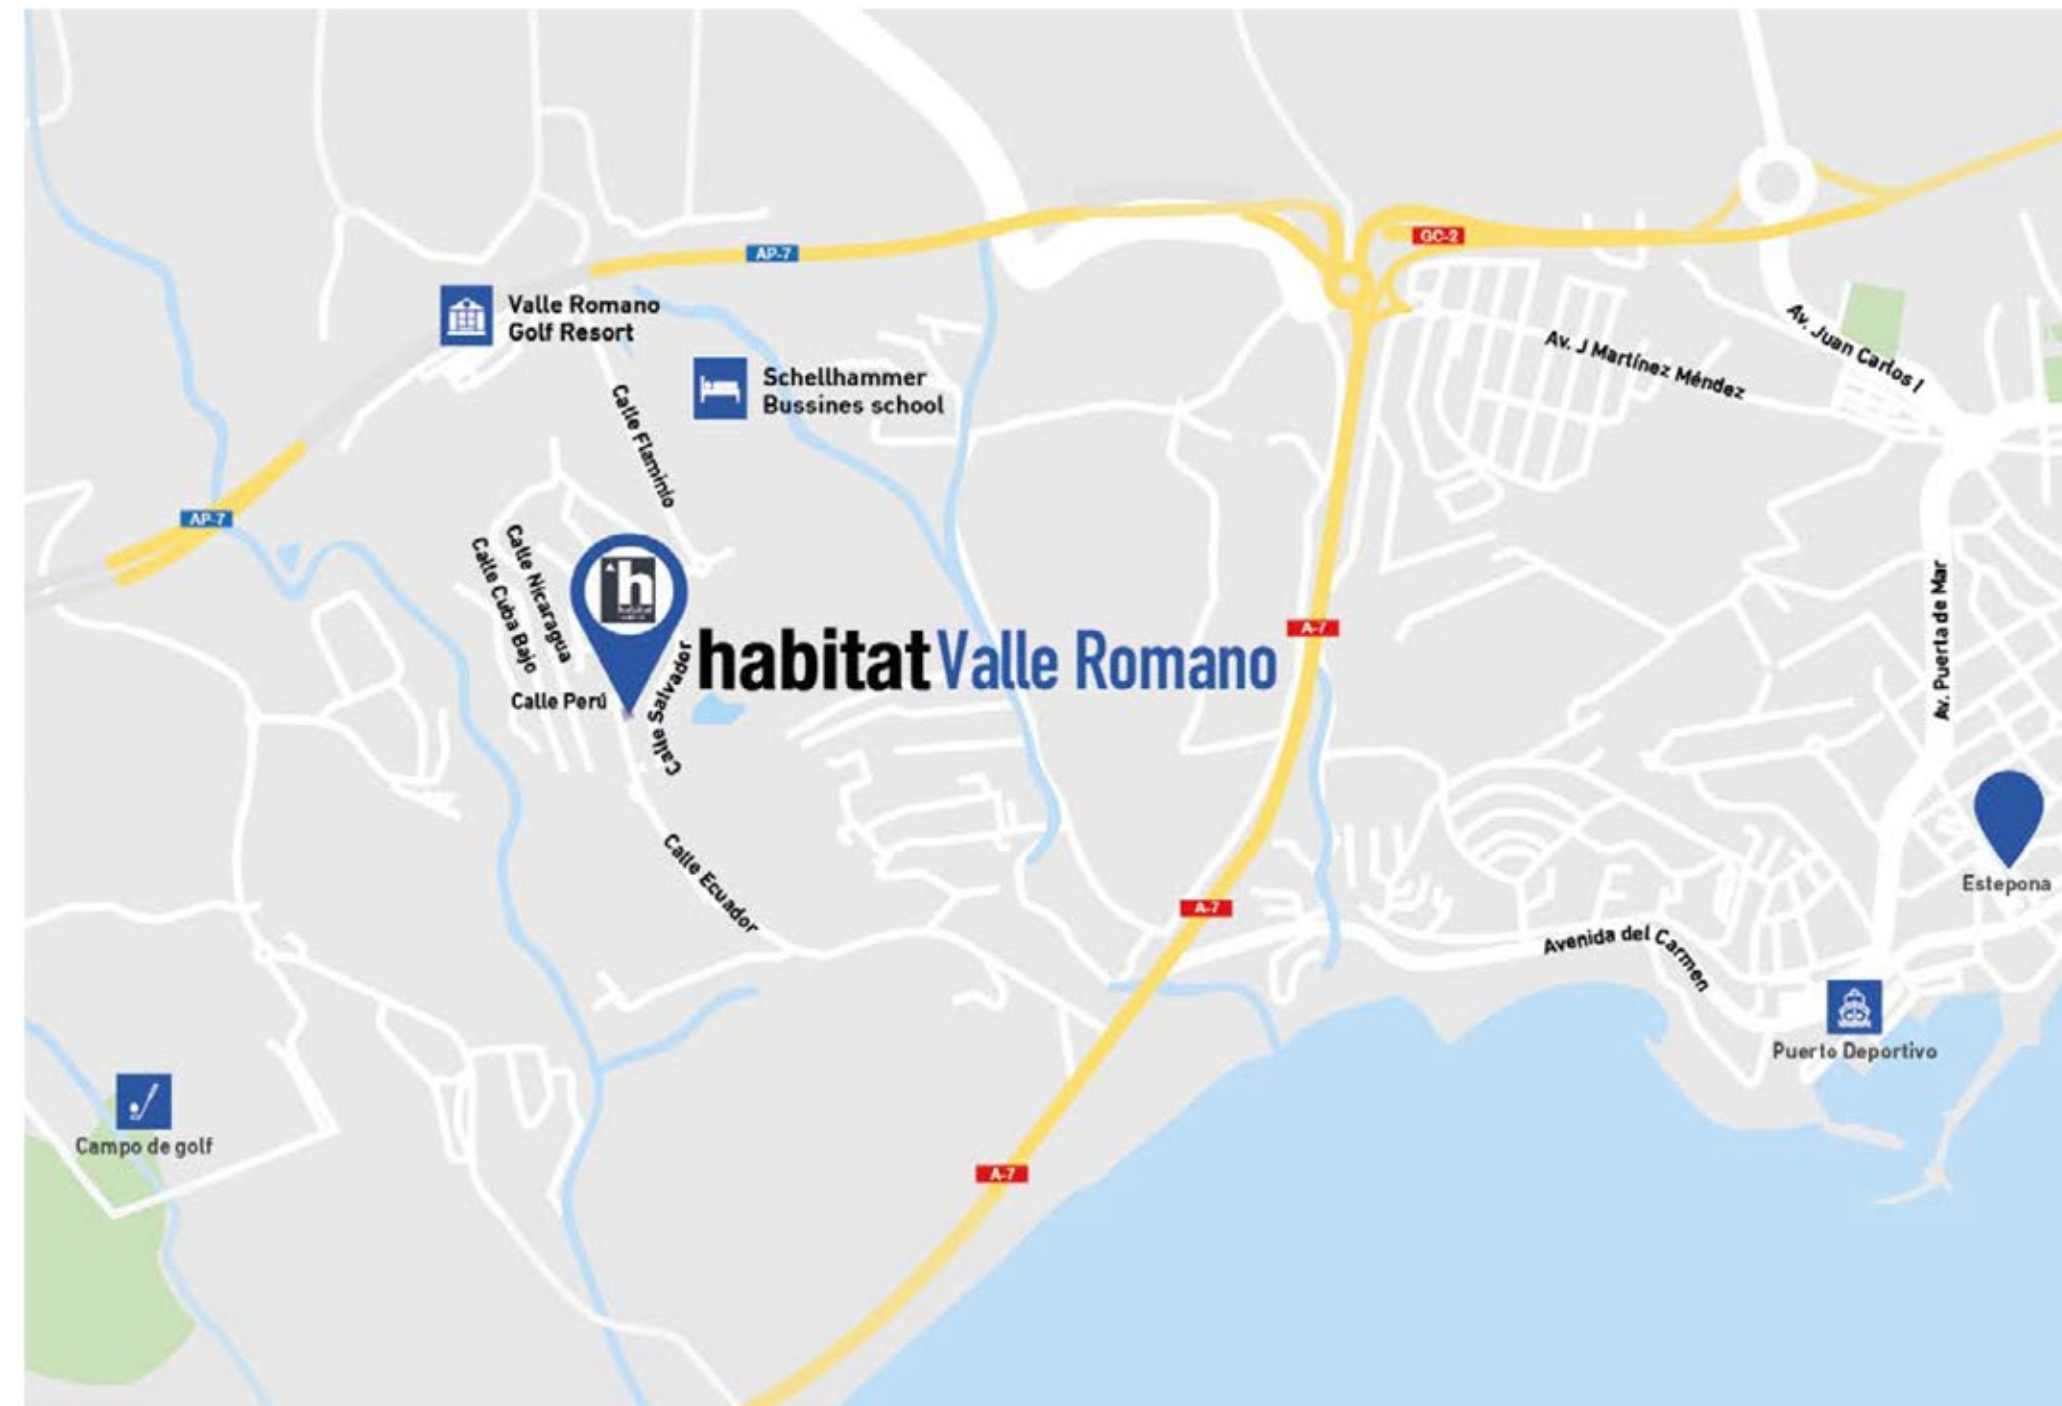 GC-2
AP-7
Valle Romano
Golf Resort
Av. Juan Carlos I
Av. J Martínez Méndez
Schellhammer
Bussines school
Calle Flaminio
AP-7
Calle Nicaragua
Calle Cuba Bajo
h
habitat
Av. Puerta de Mar
A-7
habitat Valle Romano
Calle Salvador
Calle Perú
Calle Ecuador
Estepona
A-7
Avenida del Carmen
Puerto Deportivo
Campo de golf
A-7